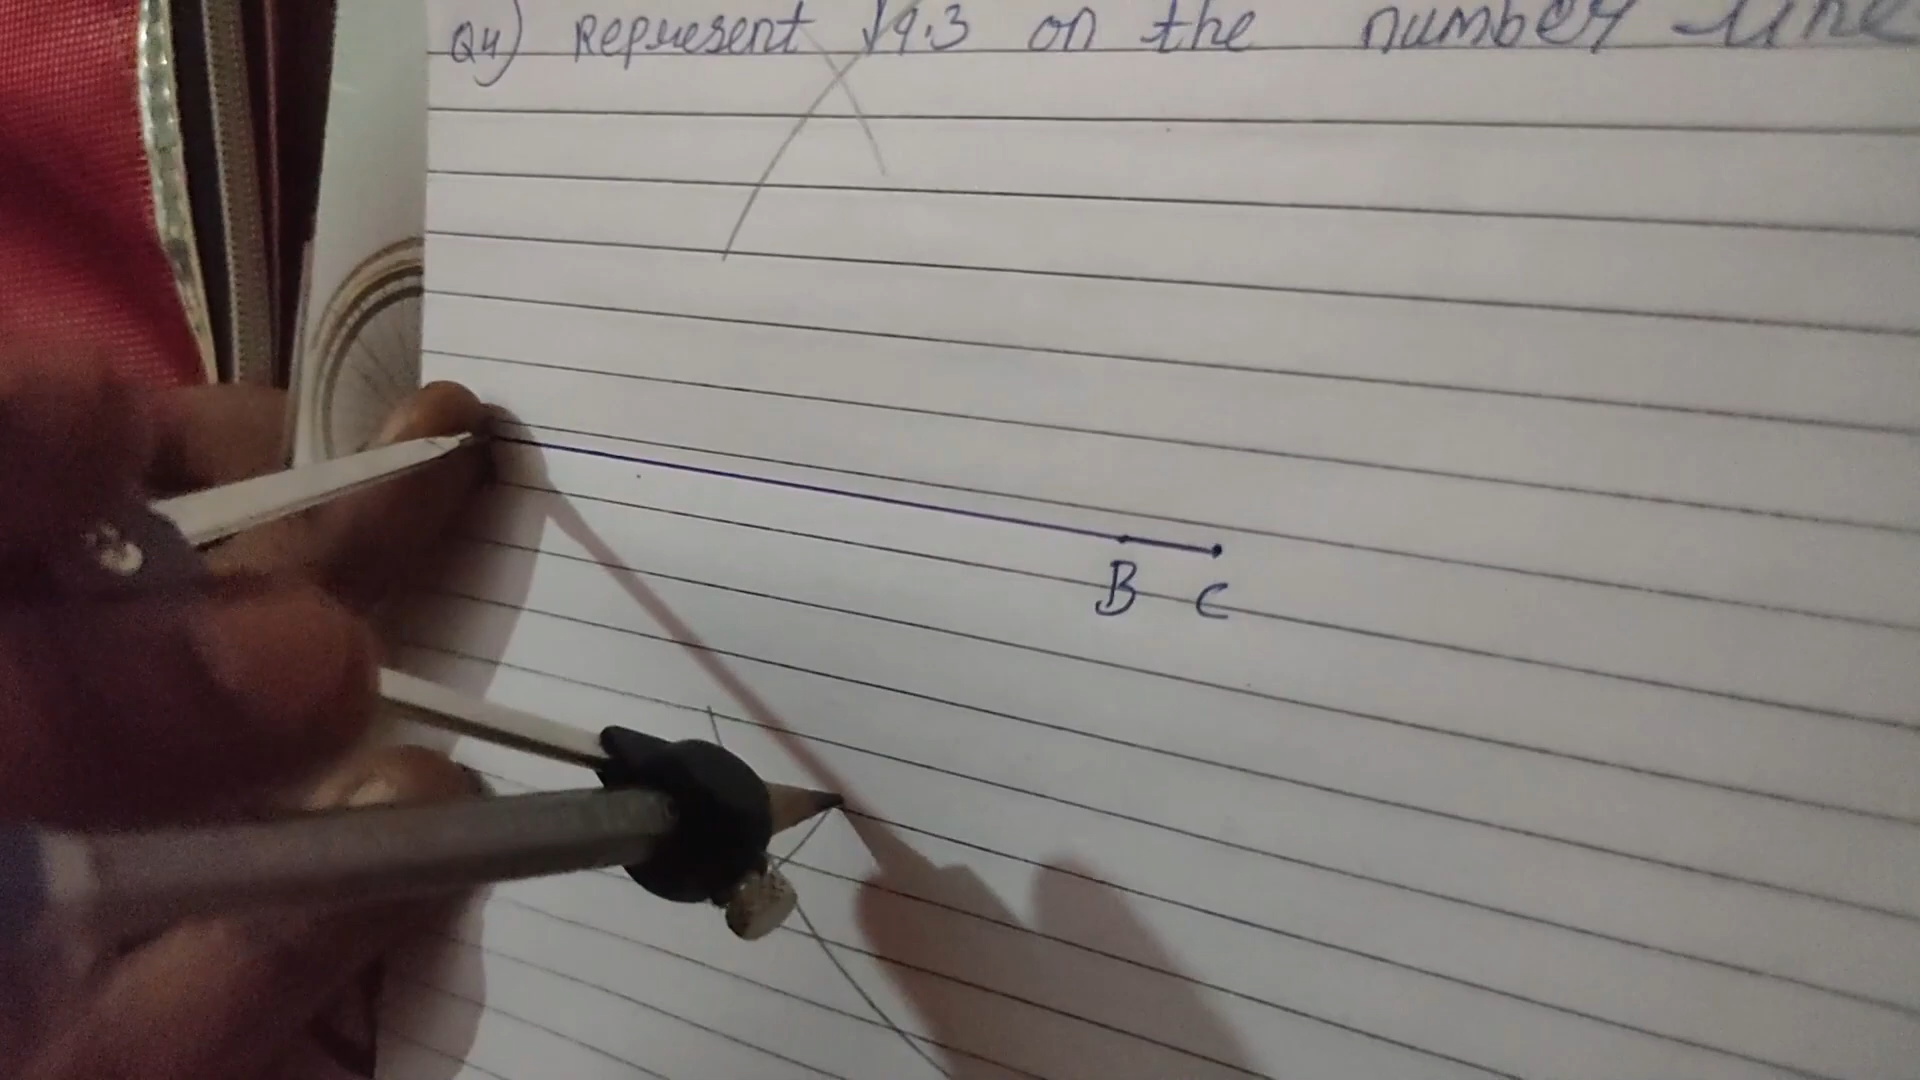 Q4) Represent √9.3 on the number line
B C